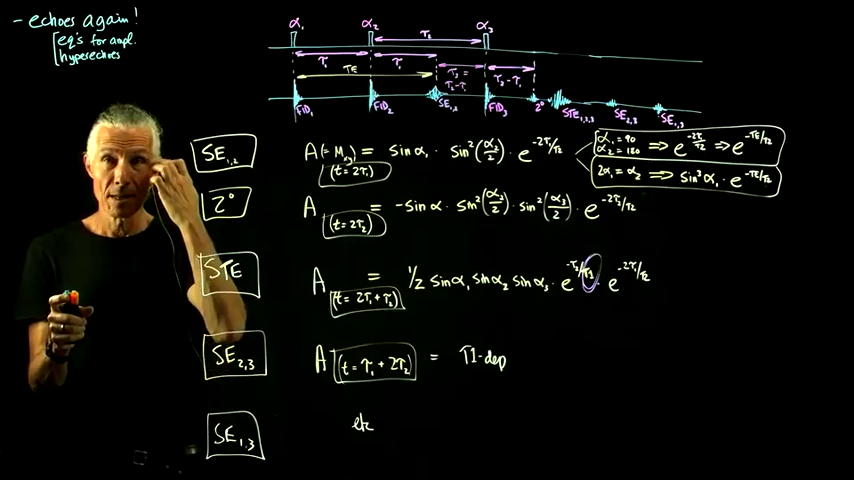 - echoes again!
[eq's for ampl.
hyperechoes
α₁ α₂ α₃
τ₂
τ₁ τ₁ τ₃ = τ₂-τ₁ τ₃-τ₁
TE
FID₁ FID₂ SE₁,₂ FID₃ 2° STE₁,₂,₃ SE₂,₃ SE₁,₃
SE₁,₂ A(=Mxy) (t=2τ₁) = sin α₁ · sin²(α₂/2) · e^(-2τ₁/T₂)
α₁=90 α₂=180 ⇒ e^(-2τ/T₂) ⇒ e^(-TE/T₂)
2α₁=α₂ ⇒ sin³α₁ · e^(-TE/T₂)
2° A (t=2τ₂) = -sin α · sin²(α₂/2) · sin²(α₃/2) · e^(-2τ₂/T₂)
STE A (t=2τ₁+τ₂) = 1/2 sin α₁ sin α₂ sin α₃ · e^(-τ₂/T1) · e^(-2τ₁/T₂)
SE₂,₃ A (t=τ₁+2τ₂) = T1-dep
SE₁,₃ etc